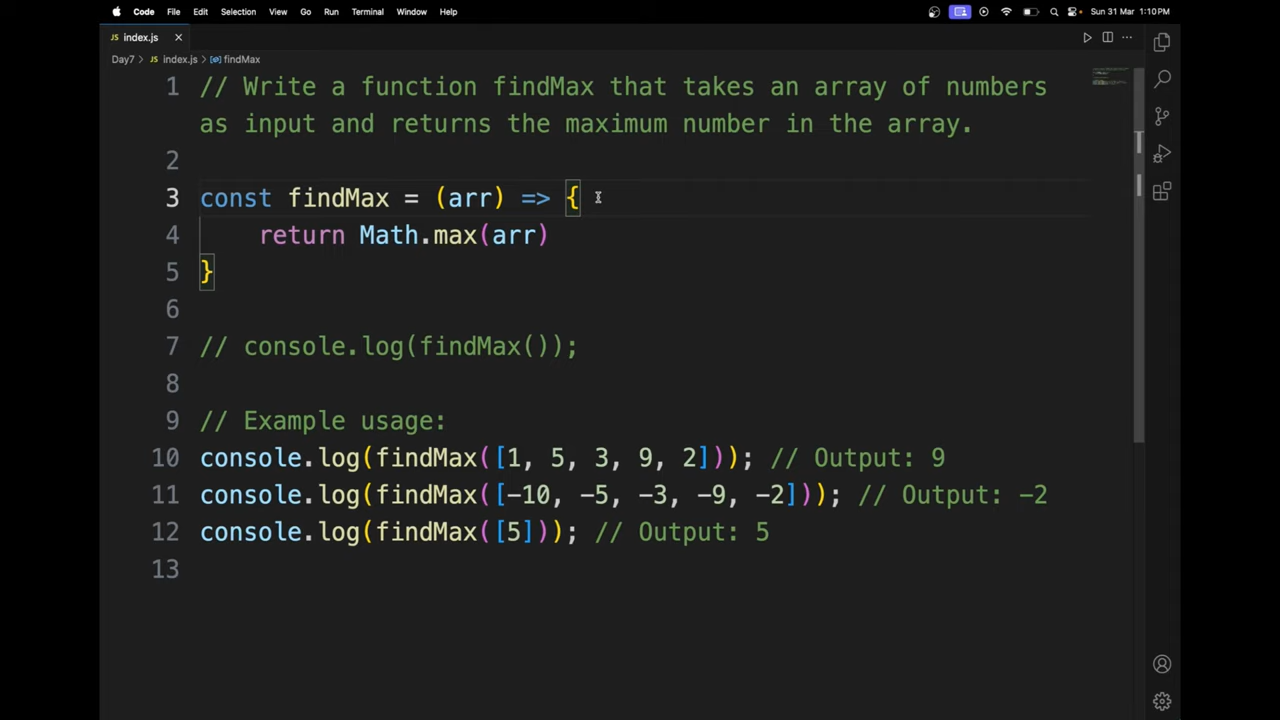 Code File Edit Selection View Go Run Terminal Window Help Sun 31 Mar 1:10 PM
JS index.js
Day7 > JS index.js > findMax
1 // Write a function findMax that takes an array of numbers
as input and returns the maximum number in the array.
2
3 const findMax = (arr) => {
4 return Math.max(arr)
5 }
6
7 // console.log(findMax());
8
9 // Example usage:
10 console.log(findMax([1, 5, 3, 9, 2])); // Output: 9
11 console.log(findMax([-10, -5, -3, -9, -2])); // Output: -2
12 console.log(findMax([5])); // Output: 5
13